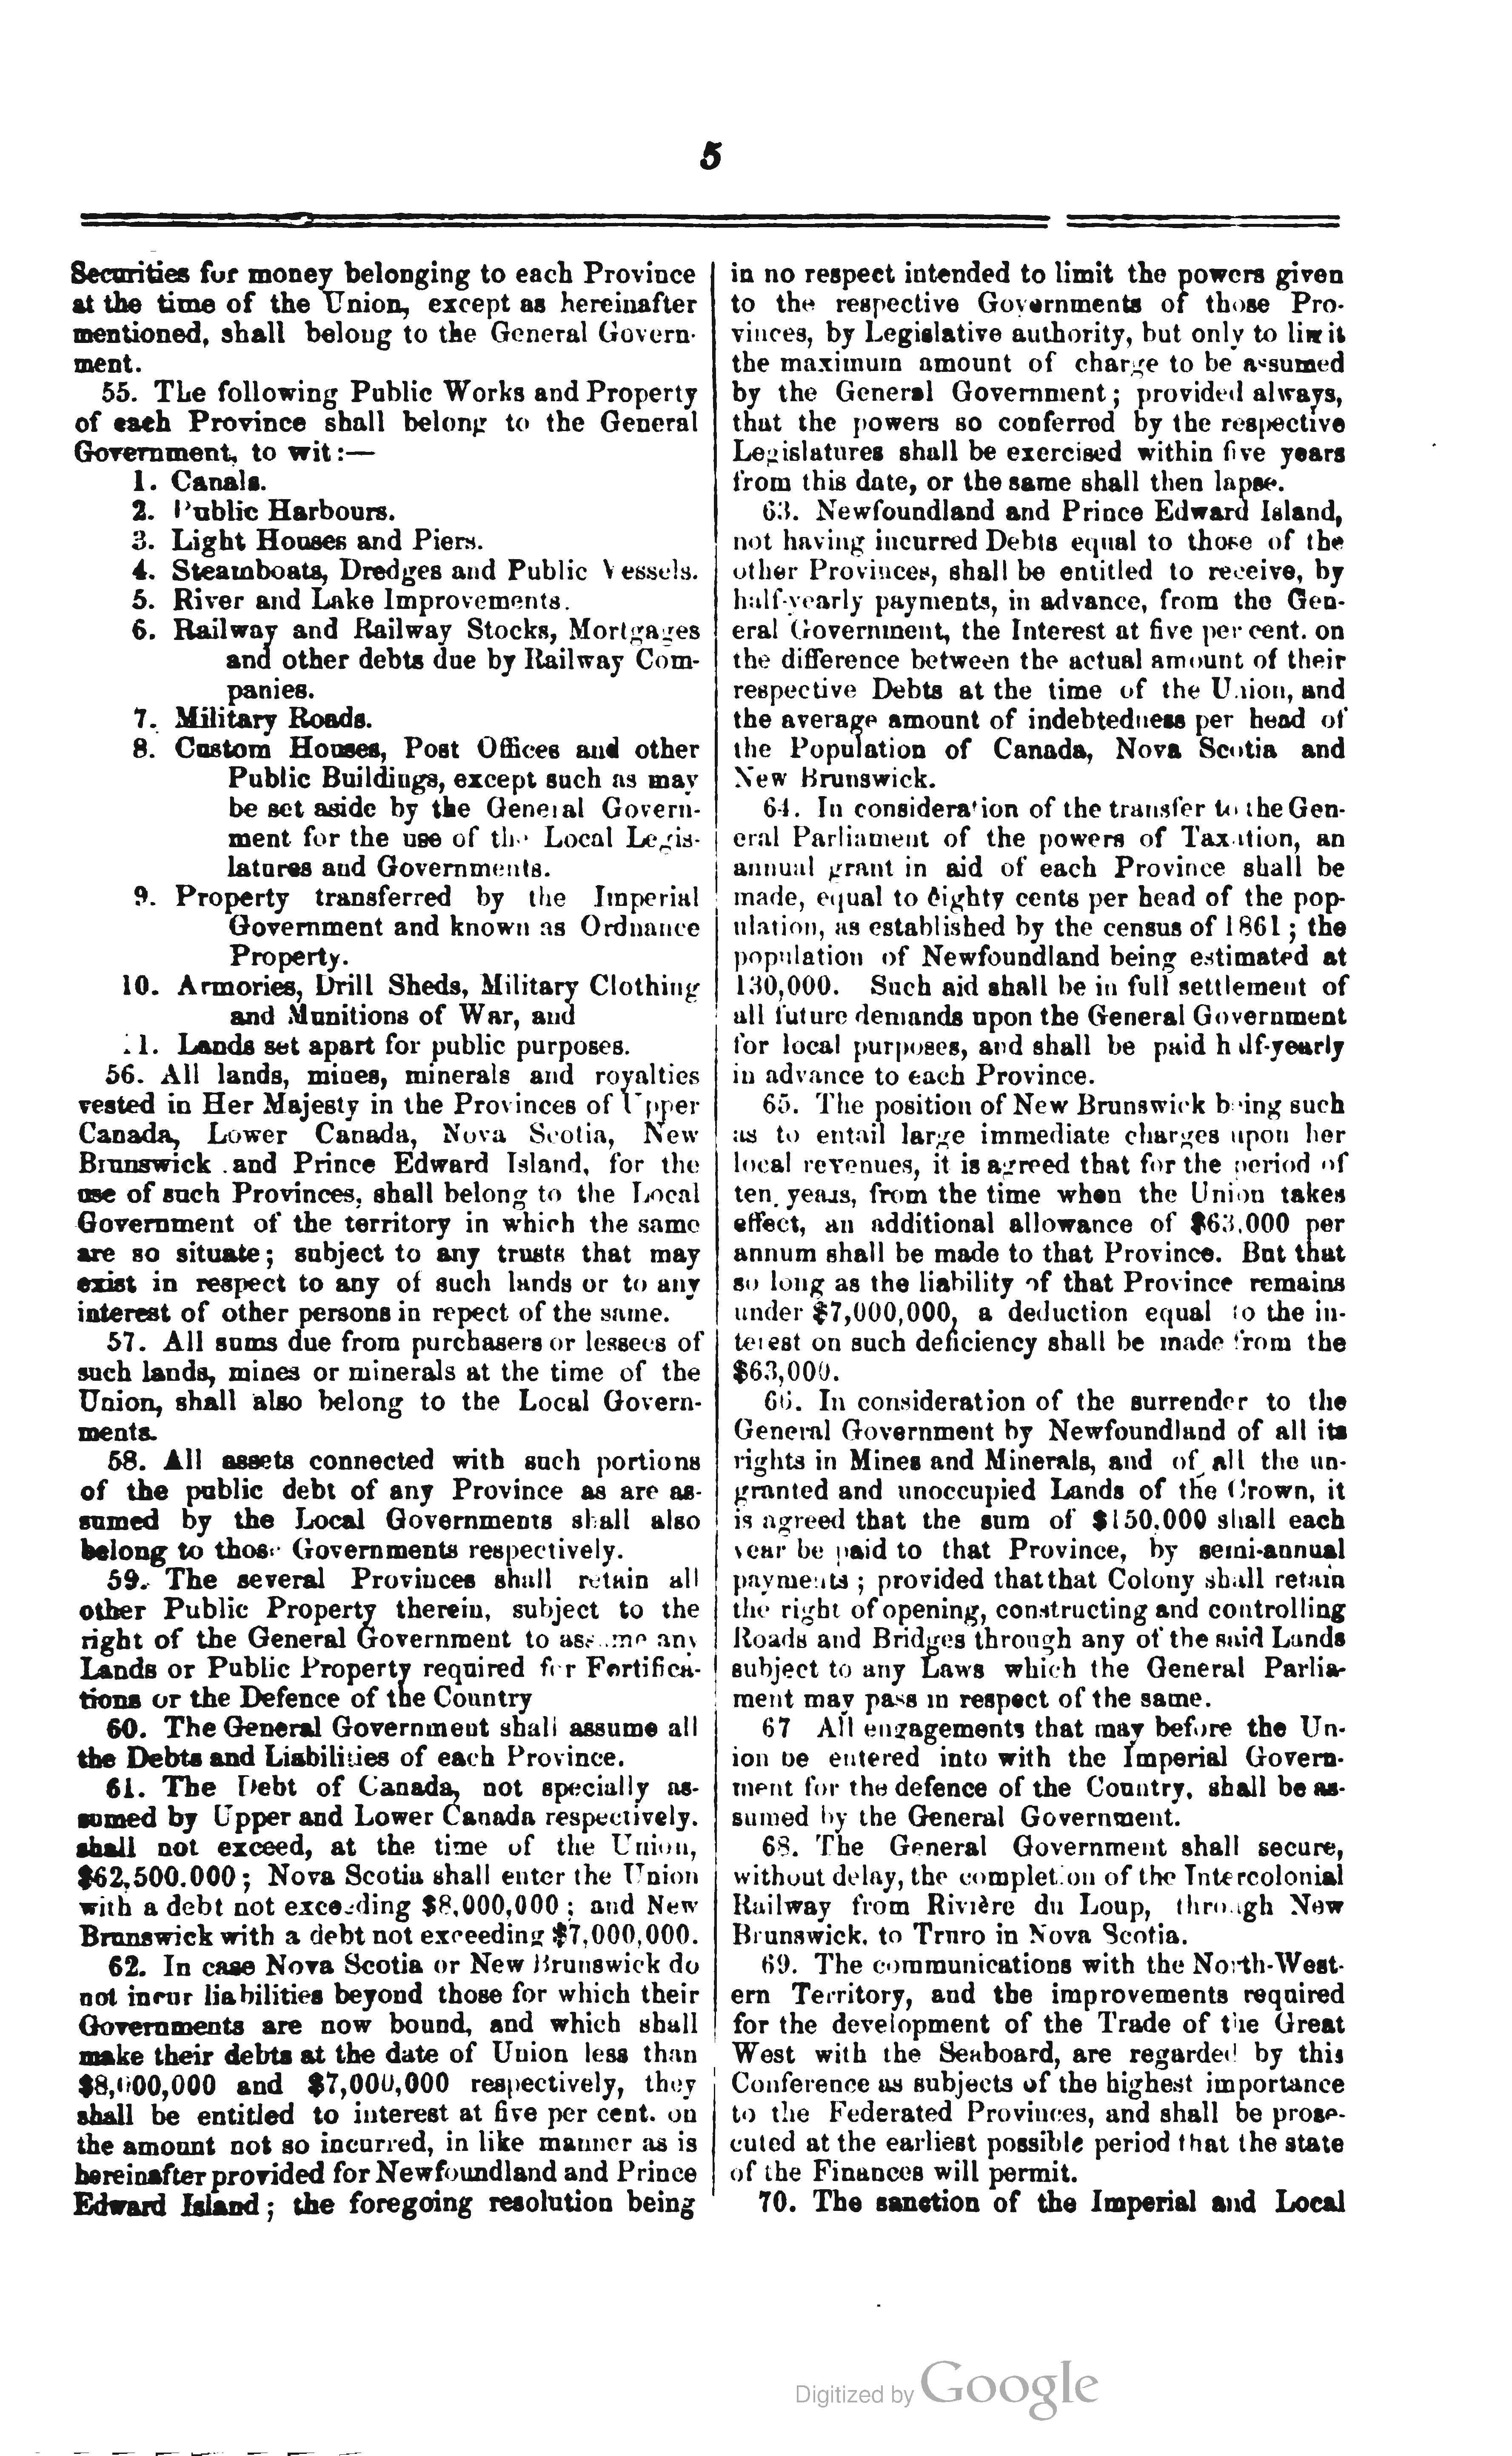 5
Securities for money belonging to each Province
at the time of the Union, except as hereinafter
mentioned, shall belong to the General Govern-
ment.
55. The following Public Works and Property
of each Province shall belong to the General
Government, to wit:—
1. Canals.
2. Public Harbours.
3. Light Houses and Piers.
4. Steamboats, Dredges and Public Vessels.
5. River and Lake Improvements.
6. Railway and Railway Stocks, Mortgages
and other debts due by Railway Com-
panies.
7. Military Roads.
8. Custom Houses, Post Offices and other
Public Buildings, except such as may
be set aside by the General Govern-
ment for the use of the Local Legis-
latures and Governments.
9. Property transferred by the Imperial
Government and known as Ordnance
Property.
10. Armories, Drill Sheds, Military Clothing
and Munitions of War, and
11. Lands set apart for public purposes.
56. All lands, mines, minerals and royalties
vested in Her Majesty in the Provinces of Upper
Canada, Lower Canada, Nova Scotia, New
Brunswick and Prince Edward Island, for the
use of such Provinces, shall belong to the Local
Government of the territory in which the same
are so situate; subject to any trusts that may
exist in respect to any of such lands or to any
interest of other persons in repect of the same.
57. All sums due from purchasers or lessees of
such lands, mines or minerals at the time of the
Union, shall also belong to the Local Govern-
ments.
58. All assets connected with such portions
of the public debt of any Province as are as-
sumed by the Local Governments shall also
belong to those Governments respectively.
59. The several Provinces shall retain all
other Public Property therein, subject to the
right of the General Government to assume any
Lands or Public Property required for Fortifica-
tions or the Defence of the Country
60. The General Government shall assume all
the Debts and Liabilities of each Province.
61. The Debt of Canada, not specially as-
sumed by Upper and Lower Canada respectively.
shall not exceed, at the time of the Union,
$62,500.000; Nova Scotia shall enter the Union
with a debt not exceeding $8,000,000; and New
Brunswick with a debt not exceeding $7,000,000.
62. In case Nova Scotia or New Brunswick do
not incur liabilities beyond those for which their
Governments are now bound, and which shall
make their debts at the date of Union less than
$8,000,000 and $7,000,000 respectively, they
shall be entitled to interest at five per cent. on
the amount not so incurred, in like manner as is
hereinafter provided for Newfoundland and Prince
Edward Island; the foregoing resolution being
in no respect intended to limit the powers given
to the respective Governments of those Pro-
vinces, by Legislative authority, but only to limit
the maximum amount of charge to be assumed
by the General Government; provided always,
that the powers so conferred by the respective
Legislatures shall be exercised within five years
from this date, or the same shall then lapse.
63. Newfoundland and Prince Edward Island,
not having incurred Debts equal to those of the
other Provinces, shall be entitled to receive, by
half-yearly payments, in advance, from the Gen-
eral Government, the Interest at five per cent. on
the difference between the actual amount of their
respective Debts at the time of the Union, and
the average amount of indebtedness per head of
the Population of Canada, Nova Scotia and
New Brunswick.
64. In consideration of the transfer to the Gen-
eral Parliament of the powers of Taxation, an
annual grant in aid of each Province shall be
made, equal to eighty cents per head of the pop-
ulation, as established by the census of 1861; the
population of Newfoundland being estimated at
130,000. Such aid shall be in full settlement of
all future demands upon the General Government
for local purposes, and shall be paid half-yearly
in advance to each Province.
65. The position of New Brunswick being such
as to entail large immediate charges upon her
local revenues, it is agreed that for the period of
ten years, from the time when the Union takes
effect, an additional allowance of $63,000 per
annum shall be made to that Province. But that
so long as the liability of that Province remains
under $7,000,000, a deduction equal to the in-
terest on such deficiency shall be made from the
$63,000.
66. In consideration of the surrender to the
General Government by Newfoundland of all its
rights in Mines and Minerals, and of all the un-
granted and unoccupied Lands of the Crown, it
is agreed that the sum of $150.000 shall each
year be paid to that Province, by semi-annual
payments; provided that that Colony shall retain
the right of opening, constructing and controlling
Roads and Bridges through any of the said Lands
subject to any Laws which the General Parlia-
ment may pass in respect of the same.
67 All engagements that may before the Un-
ion be entered into with the Imperial Govern-
ment for the defence of the Country, shall be as-
sumed by the General Government.
68. The General Government shall secure,
without delay, the completion of the Intercolonial
Railway from Rivière du Loup, through New
Brunswick, to Truro in Nova Scotia.
69. The communications with the North-West-
ern Territory, and the improvements required
for the development of the Trade of the Great
West with the Seaboard, are regarded by this
Conference as subjects of the highest importance
to the Federated Provinces, and shall be prose-
cuted at the earliest possible period that the state
of the Finances will permit.
70. The sanction of the Imperial and Local
Digitized by Google